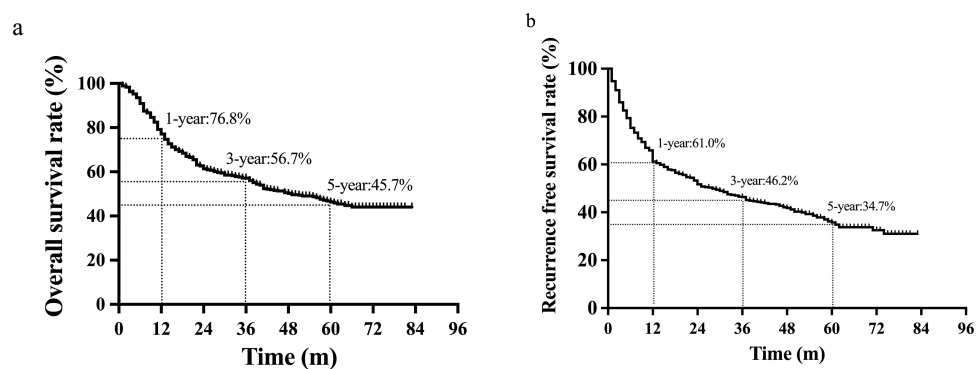 a
Overall survival rate (%)
100
80
60
40
20
0
1-year:76.8%
3-year:56.7%
5-year:45.7%
0 12 24 36 48 60 72 84 96
Time (m)
b
Recurrence free survival rate (%)
100
80
60
40
20
0
1-year:61.0%
3-year:46.2%
5-year:34.7%
0 12 24 36 48 60 72 84 96
Time (m)